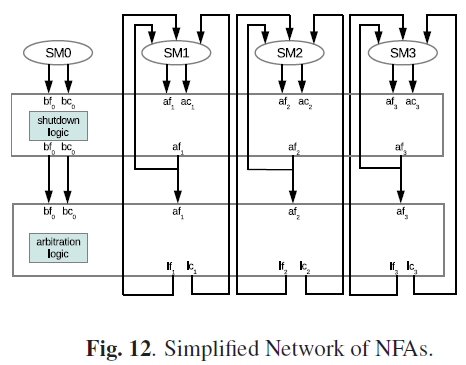 SM0 SM1 SM2 SM3
bf₀ bc₀ af₁ ac₁ af₂ ac₂ af₃ ac₃
shutdown
logic
bf₀ bc₀ af₁ af₂ af₃
bf₀ bc₀ af₁ af₂ af₃
arbitration
logic
lf₁ lc₁ lf₂ lc₂ lf₃ lc₃
Fig. 12. Simplified Network of NFAs.